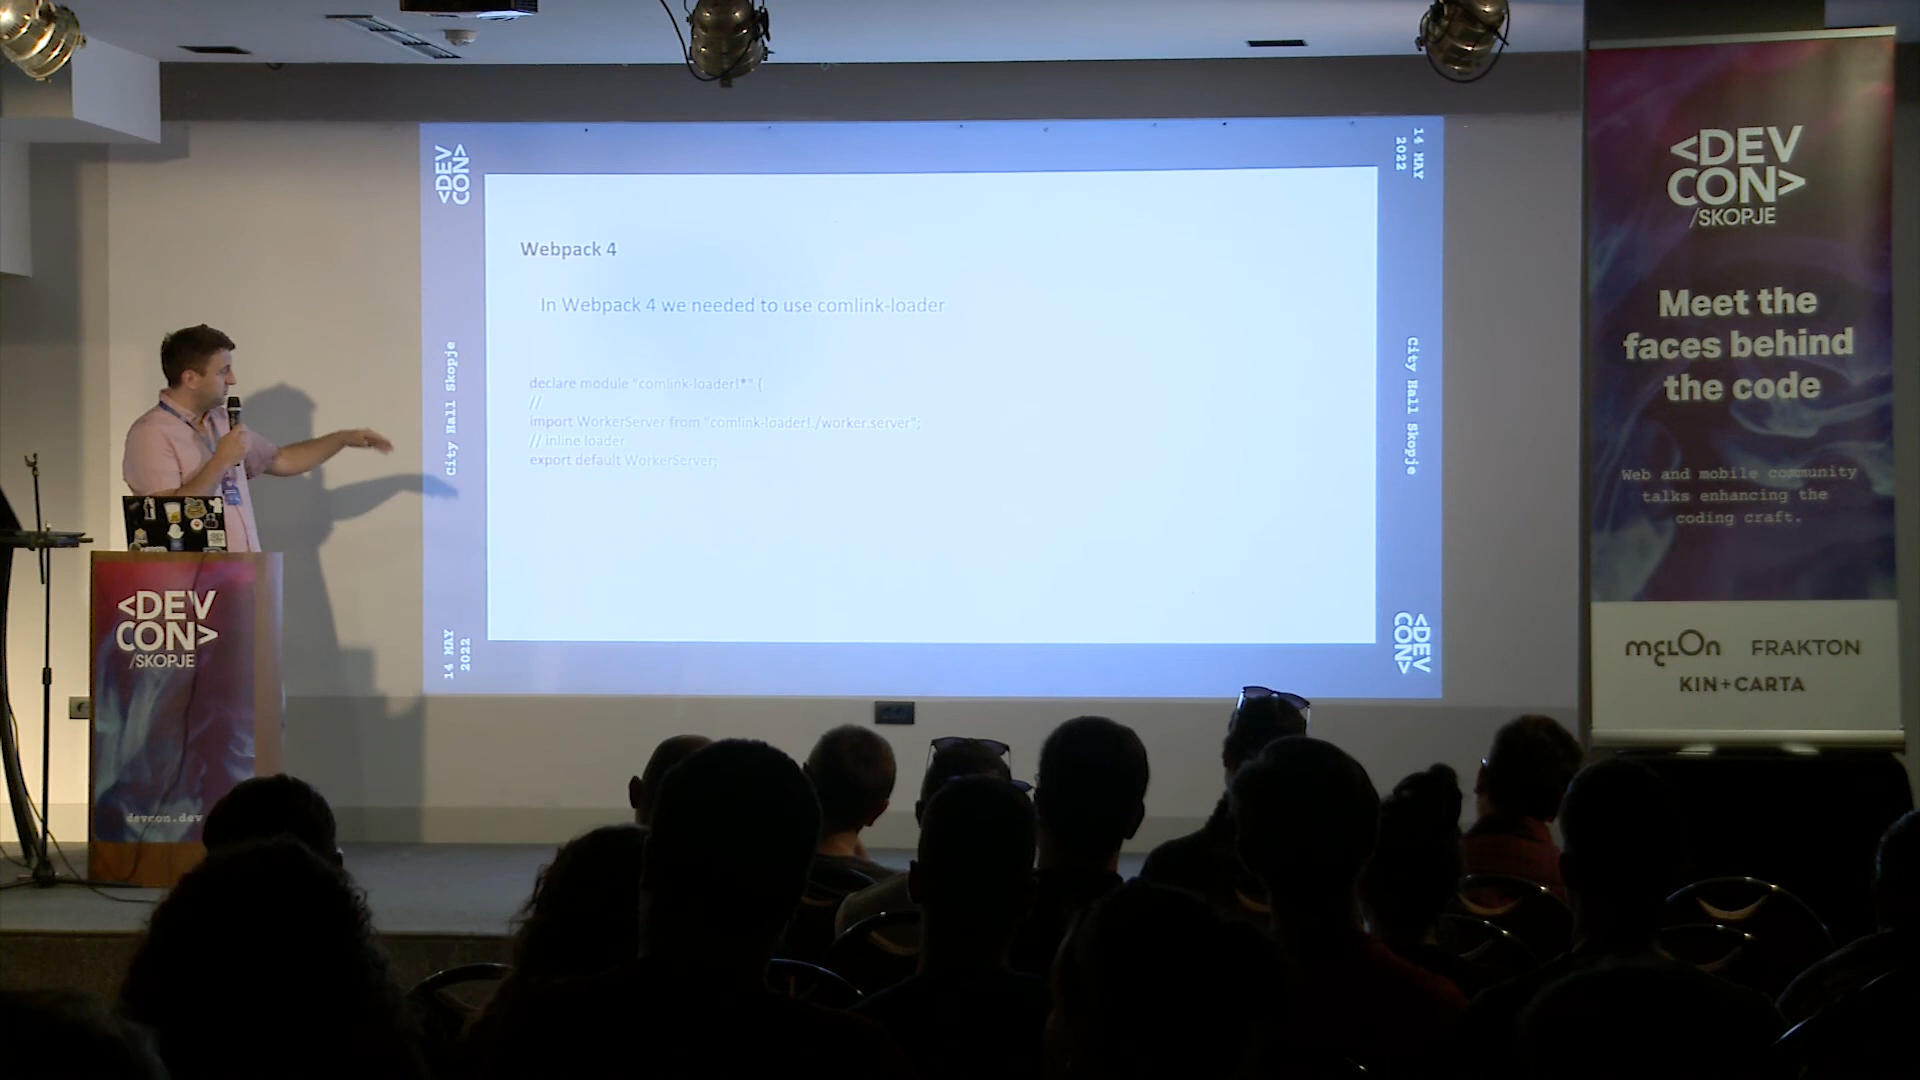 <DEV
CON>
14 MAY
2022
Webpack 4
In Webpack 4 we needed to use comlink-loader
declare module "comlink-loader!*" {
//
import WorkerServer from "comlink-loader!./worker.server";
// inline loader
export default WorkerServer;
City Hall Skopje
City Hall Skopje
14 MAY
2022
<DEV
CON>
<DEV
CON>
/SKOPJE
devcon.dev
<DEV
CON>
/SKOPJE
Meet the
faces behind
the code
Web and mobile community
talks enhancing the
coding craft.
melon FRAKTON
KIN+CARTA